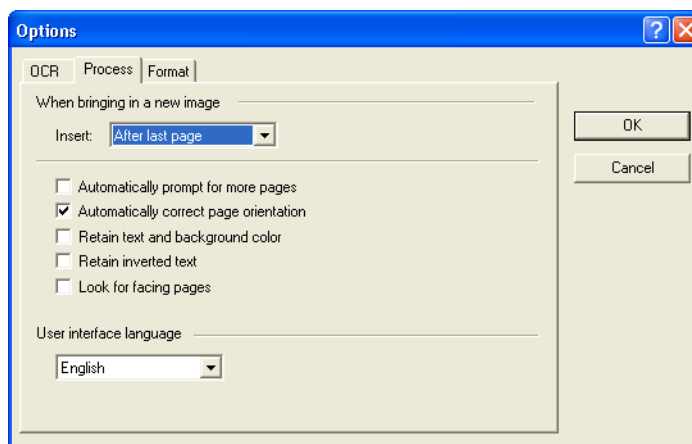 Options
OCR Process Format
When bringing in a new image
Insert: After last page
OK
Cancel
Automatically prompt for more pages
Automatically correct page orientation
Retain text and background color
Retain inverted text
Look for facing pages
User interface language
English